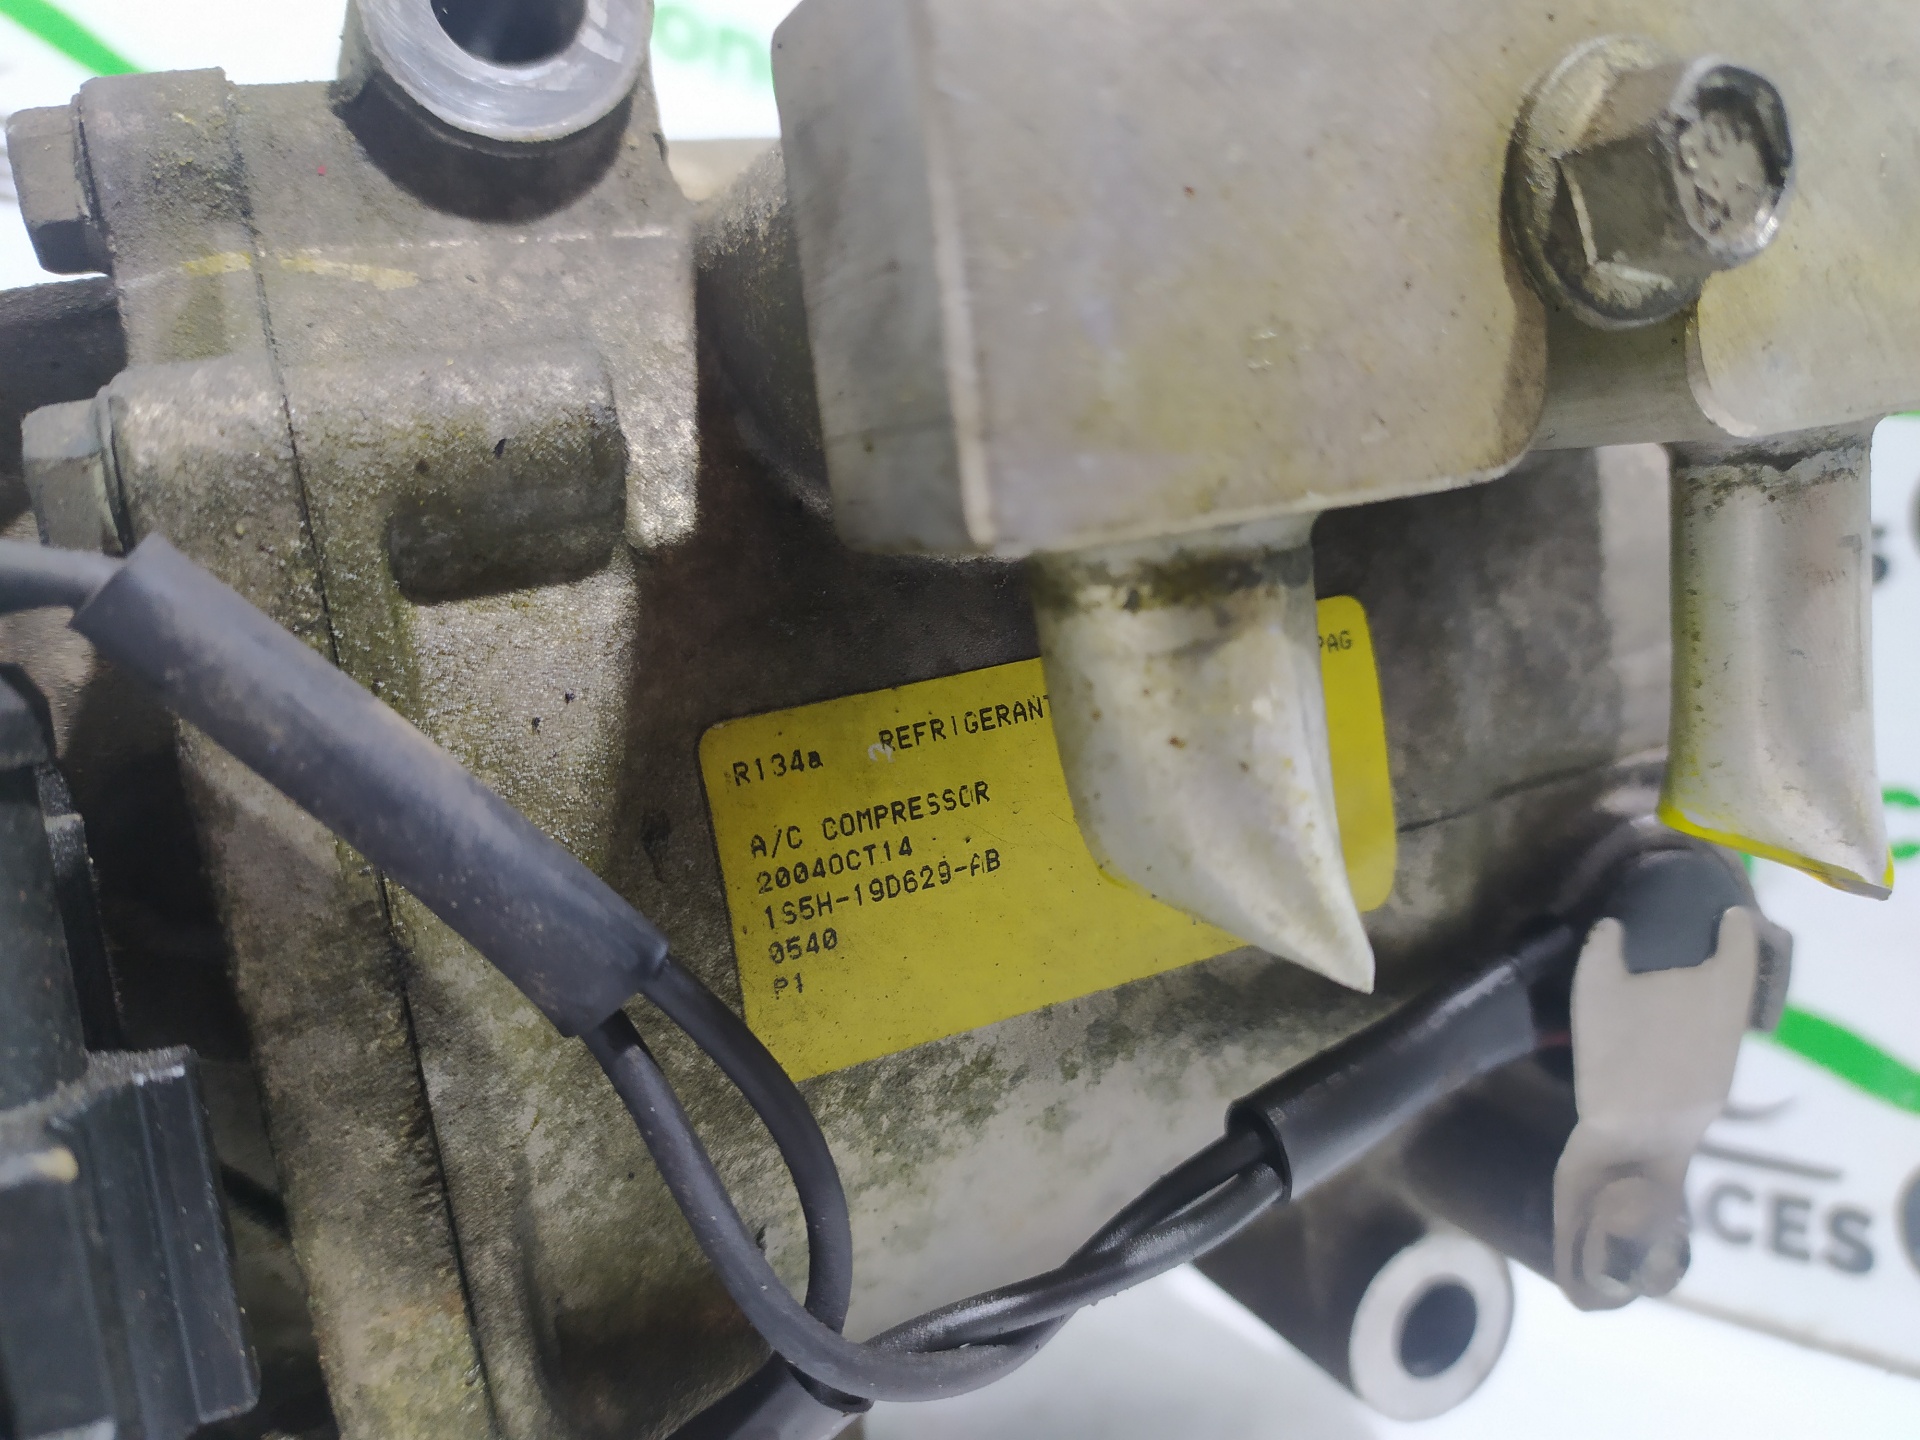 R134a REFRIGERANT PAG
A/C COMPRESSOR
2004OCT14
1S5H-19D629-AB
0540
P1